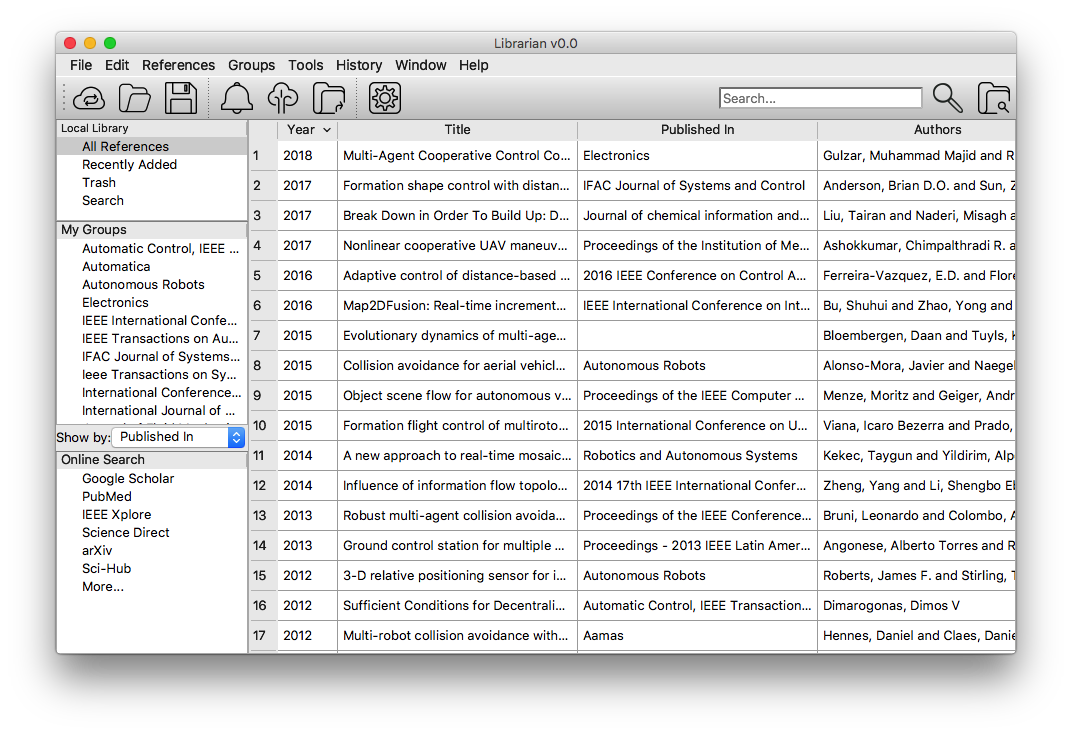 Librarian v0.0
File Edit References Groups Tools History Window Help
Search...
Local Library
All References
Recently Added
Trash
Search
My Groups
Automatic Control, IEEE ...
Automatica
Autonomous Robots
Electronics
IEEE International Confe...
IEEE Transactions on Au...
IFAC Journal of Systems...
Ieee Transactions on Sy...
International Conference...
International Journal of ...
Show by: Published In
Online Search
Google Scholar
PubMed
IEEE Xplore
Science Direct
arXiv
Sci-Hub
More...
Year Title Published In Authors
1 2018 Multi-Agent Cooperative Control Co... Electronics Gulzar, Muhammad Majid and R
2 2017 Formation shape control with distan... IFAC Journal of Systems and Control Anderson, Brian D.O. and Sun, Z
3 2017 Break Down in Order To Build Up: D... Journal of chemical information and... Liu, Tairan and Naderi, Misagh a
4 2017 Nonlinear cooperative UAV maneuv... Proceedings of the Institution of Me... Ashokkumar, Chimpalthradi R. a
5 2016 Adaptive control of distance-based ... 2016 IEEE Conference on Control A... Ferreira-Vazquez, E.D. and Flore
6 2016 Map2DFusion: Real-time increment... IEEE International Conference on Int... Bu, Shuhui and Zhao, Yong and
7 2015 Evolutionary dynamics of multi-age... Bloembergen, Daan and Tuyls, K
8 2015 Collision avoidance for aerial vehicl... Autonomous Robots Alonso-Mora, Javier and Naegel
9 2015 Object scene flow for autonomous v... Proceedings of the IEEE Computer ... Menze, Moritz and Geiger, Andr
10 2015 Formation flight control of multiroto... 2015 International Conference on U... Viana, Icaro Bezerra and Prado,
11 2014 A new approach to real-time mosaic... Robotics and Autonomous Systems Kekec, Taygun and Yildirim, Alp
12 2014 Influence of information flow topolo... 2014 17th IEEE International Confer... Zheng, Yang and Li, Shengbo Eb
13 2013 Robust multi-agent collision avoida... Proceedings of the IEEE Conference... Bruni, Leonardo and Colombo, A
14 2013 Ground control station for multiple ... Proceedings - 2013 IEEE Latin Amer... Angonese, Alberto Torres and R
15 2012 3-D relative positioning sensor for i... Autonomous Robots Roberts, James F. and Stirling, T
16 2012 Sufficient Conditions for Decentrali... Automatic Control, IEEE Transaction... Dimarogonas, Dimos V
17 2012 Multi-robot collision avoidance with... Aamas Hennes, Daniel and Claes, Danie